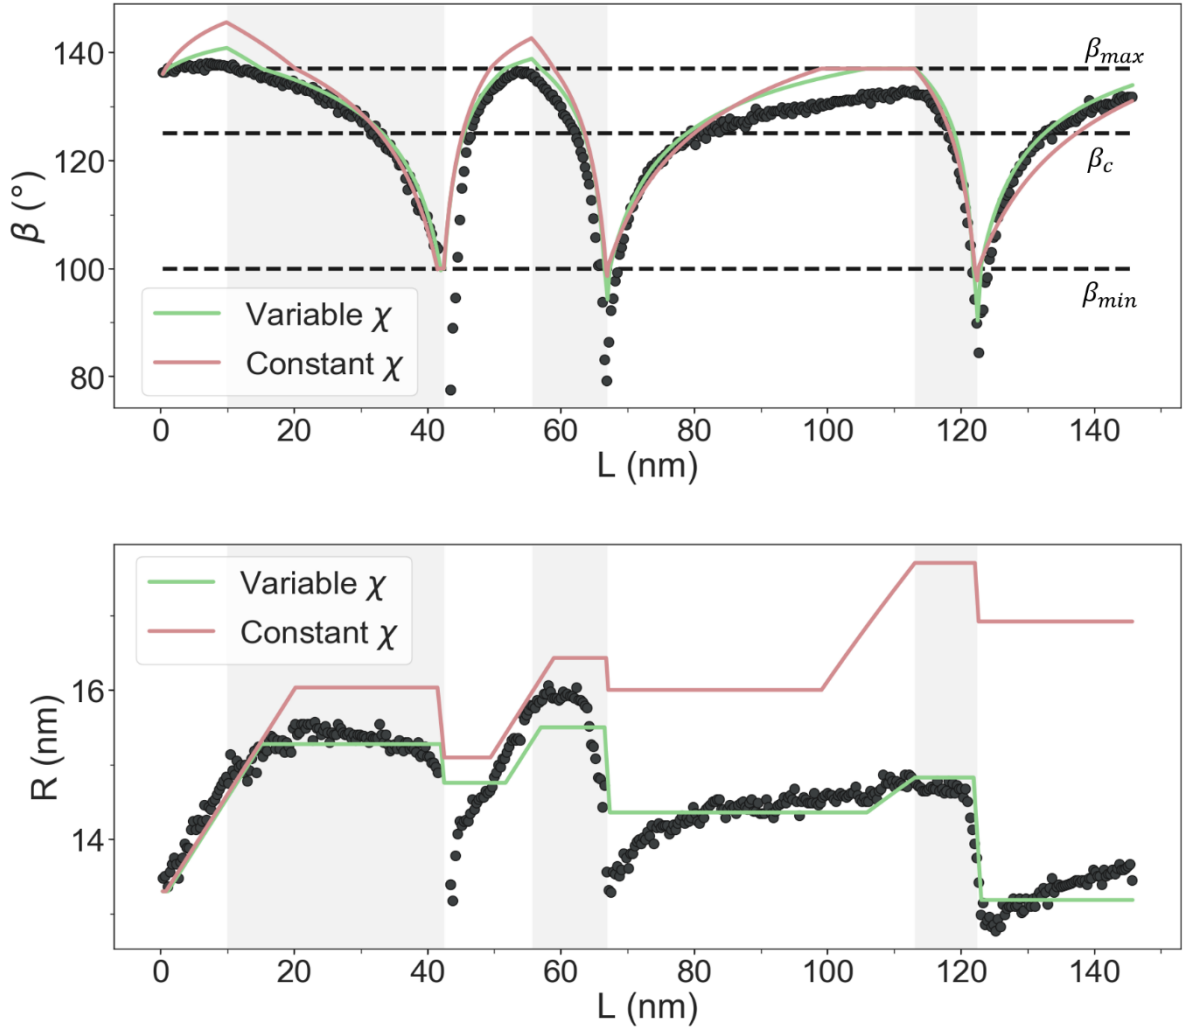 140
120
100
80
β (°)
β_max
β_c
β_min
Variable χ
Constant χ
0 20 40 60 80 100 120 140
L (nm)
Variable χ
Constant χ
16
14
R (nm)
0 20 40 60 80 100 120 140
L (nm)